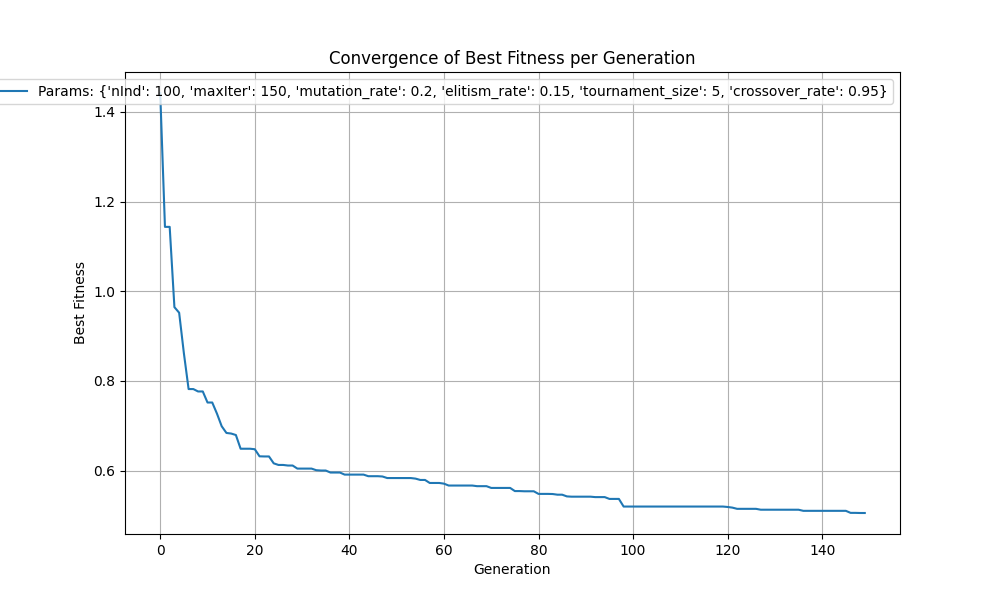 Convergence of Best Fitness per Generation
Params: {'nInd': 100, 'maxIter': 150, 'mutation_rate': 0.2, 'elitism_rate': 0.15, 'tournament_size': 5, 'crossover_rate': 0.95}
1.4
1.2
1.0
0.8
0.6
Best Fitness
0 20 40 60 80 100 120 140
Generation